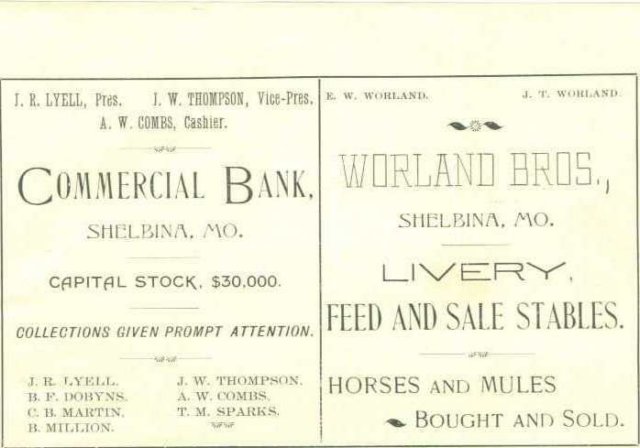 J. R. LYELL, Pres. J. W. THOMPSON, Vice-Pres.
A. W. COMBS, Cashier.
COMMERCIAL BANK,
SHELBINA, MO.
CAPITAL STOCK, $30,000.
COLLECTIONS GIVEN PROMPT ATTENTION.
J. R. LYELL. J. W. THOMPSON.
B. F. DOBYNS. A. W. COMBS.
C. B. MARTIN. T. M. SPARKS.
B. MILLION.
E. W. WORLAND. J. T. WORLAND.
WORLAND BROS.,
SHELBINA, MO.
LIVERY,
FEED AND SALE STABLES.
HORSES AND MULES
BOUGHT AND SOLD.